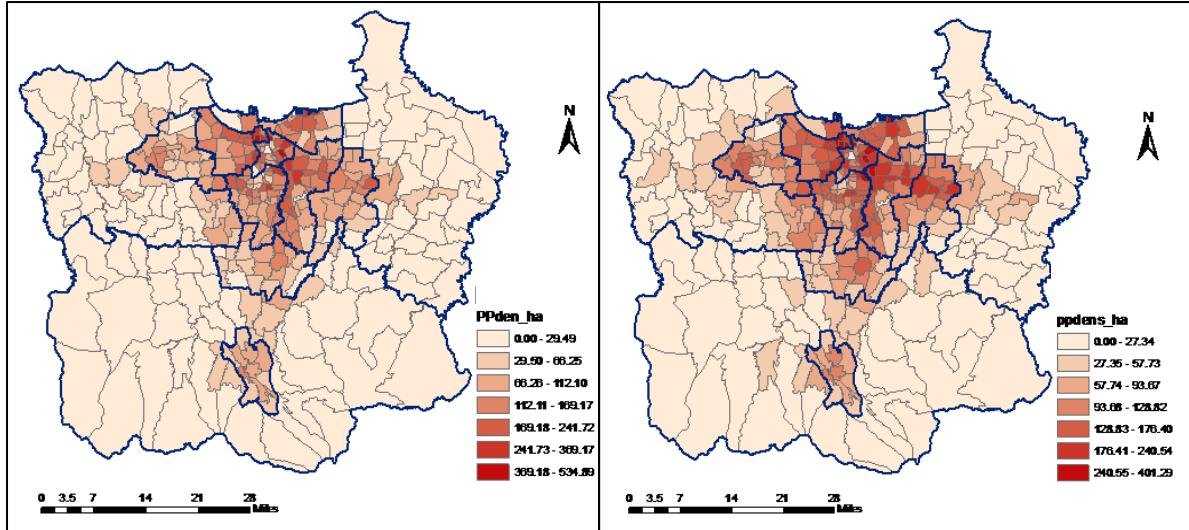 N
PPden_ha
0.00 - 29.49
29.50 - 66.25
66.26 - 112.10
112.11 - 169.17
169.18 - 241.72
241.73 - 369.17
369.18 - 534.89
0 3.5 7 14 21 28
Miles
N
ppdens_ha
0.00 - 27.34
27.35 - 57.73
57.74 - 93.67
93.68 - 128.82
128.83 - 176.40
176.41 - 240.54
240.55 - 401.29
0 3.5 7 14 21 28
Miles